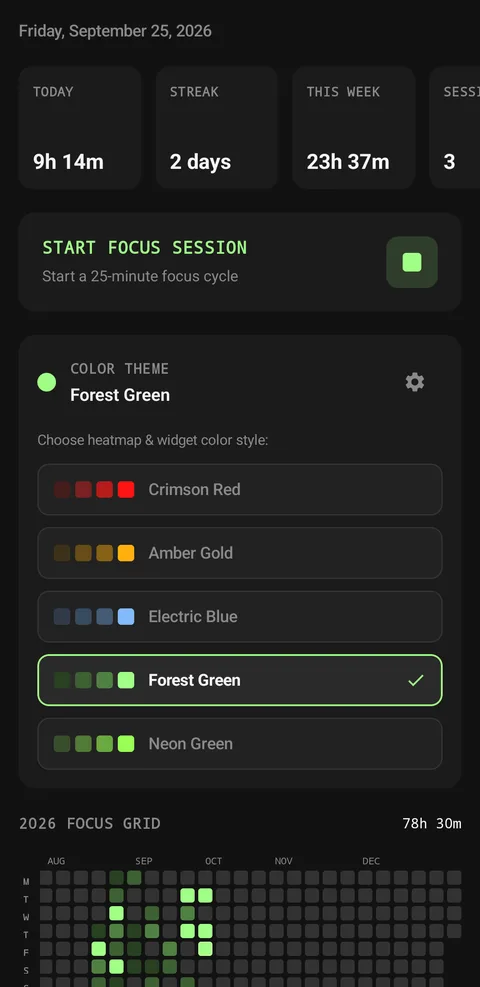 Friday, September 25, 2026
TODAY
STREAK
THIS WEEK
SESSI
9h 14m
2 days
23h 37m
3
START FOCUS SESSION
Start a 25-minute focus cycle
COLOR THEME
Forest Green
Choose heatmap & widget color style:
Crimson Red
Amber Gold
Electric Blue
Forest Green
Neon Green
2026 FOCUS GRID
78h 30m
AUG
SEP
OCT
NOV
DEC
M
T
W
T
F
S